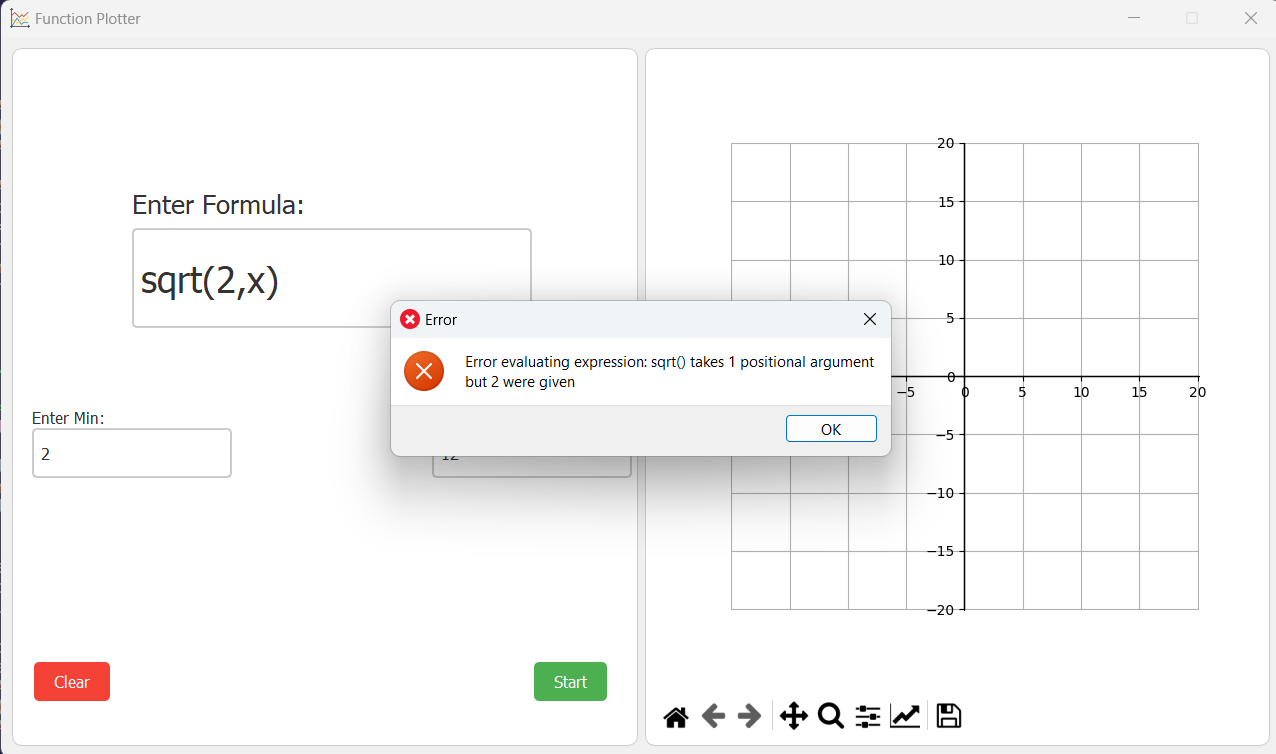 Function Plotter
Enter Formula:
sqrt(2,x)
Error
Error evaluating expression: sqrt() takes 1 positional argument
but 2 were given
OK
Enter Min:
2
12
Clear
Start
20
15
10
5
0
−5
0
5
10
15
20
−5
−10
−15
−20